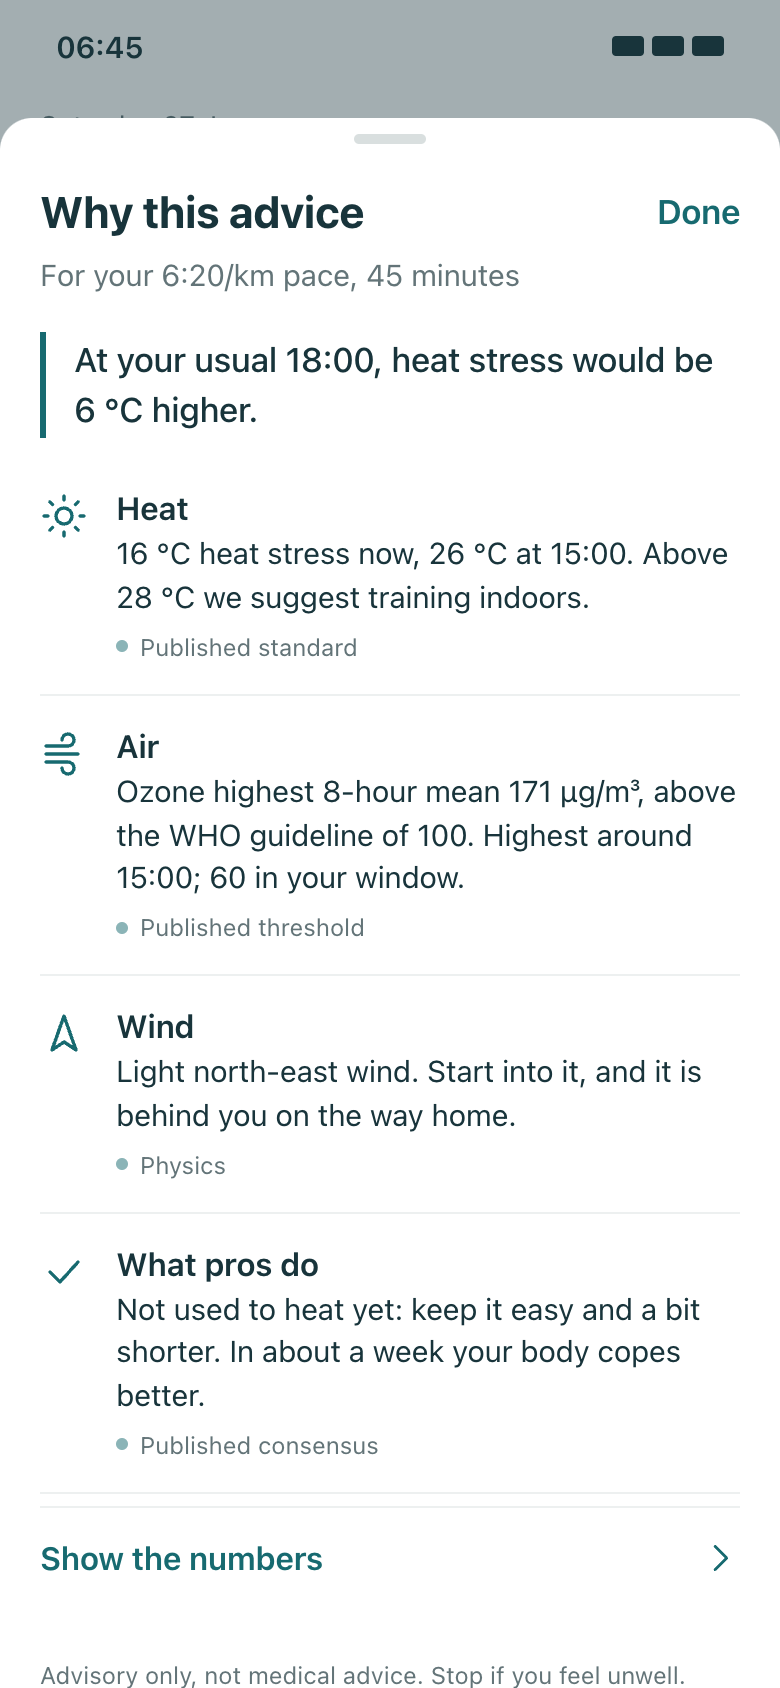 06:45
Why this advice
Done
For your 6:20/km pace, 45 minutes
At your usual 18:00, heat stress would be
6 °C higher.
Heat
16 °C heat stress now, 26 °C at 15:00. Above
28 °C we suggest training indoors.
Published standard
Air
Ozone highest 8-hour mean 171 µg/m³, above
the WHO guideline of 100. Highest around
15:00; 60 in your window.
Published threshold
Wind
Light north-east wind. Start into it, and it is
behind you on the way home.
Physics
What pros do
Not used to heat yet: keep it easy and a bit
shorter. In about a week your body copes
better.
Published consensus
Show the numbers
Advisory only, not medical advice. Stop if you feel unwell.